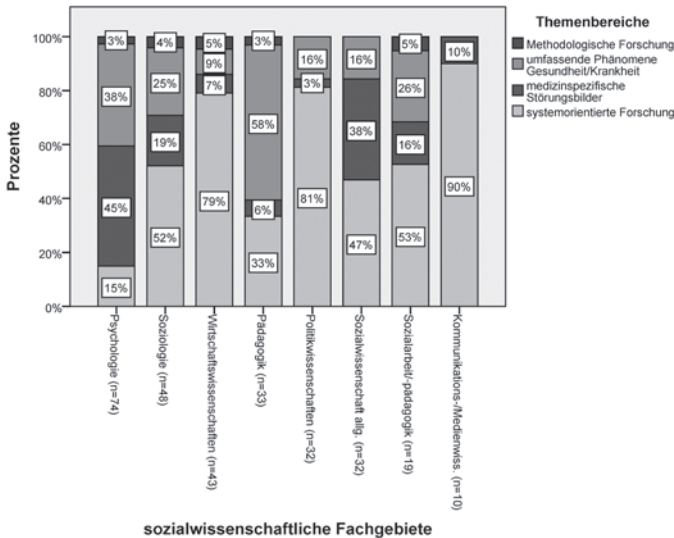 Themenbereiche
Methodologische Forschung
umfassende Phänomene
Gesundheit/Krankheit
medizinspezifische
Störungsbilder
systemorientierte Forschung
Prozente
100%
80%
60%
40%
20%
0%
3%
38%
45%
15%
4%
25%
19%
52%
5%
9%
7%
79%
3%
58%
6%
33%
16%
3%
81%
16%
38%
47%
5%
26%
16%
53%
10%
90%
Psychologie (n=74)
Soziologie (n=48)
Wirtschaftswissenschaften (n=43)
Pädagogik (n=33)
Politikwissenschaften (n=32)
Sozialwissenschaft allg. (n=32)
Sozialarbeit/-pädagogik (n=19)
Kommunikations-/Medienwiss. (n=10)
sozialwissenschaftliche Fachgebiete